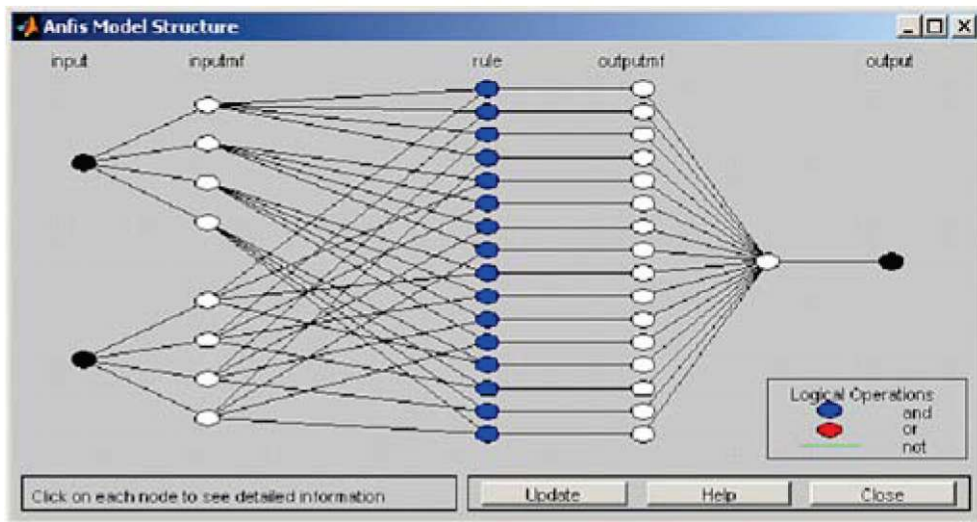 Anfis Model Structure
input inputmf rule outputmf output
Logical Operations
and
or
not
Click on each node to see detailed information
Update Help Close